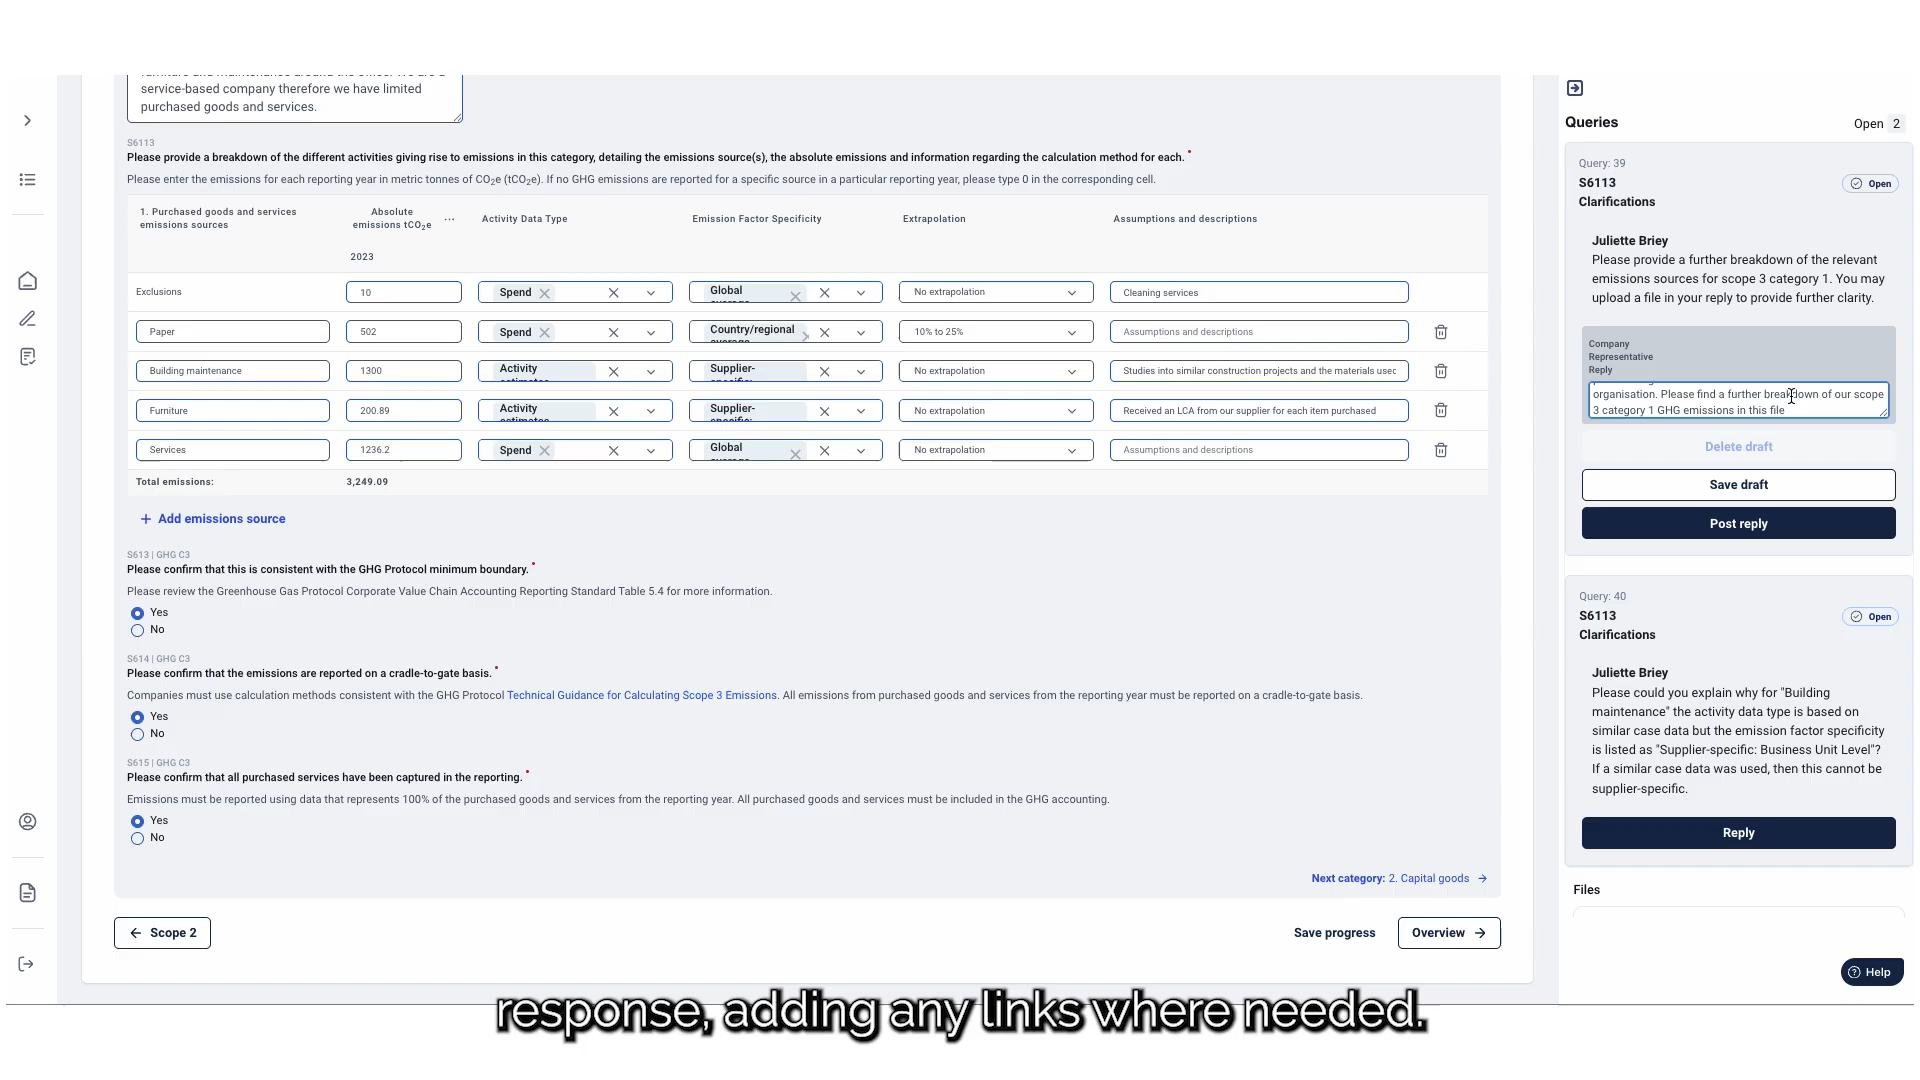 service-based company therefore we have limited
purchased goods and services.
S6113
Please provide a breakdown of the different activities giving rise to emissions in this category, detailing the emissions source(s), the absolute emissions and information regarding the calculation method for each. *
Please enter the emissions for each reporting year in metric tonnes of CO2e (tCO2e). If no GHG emissions are reported for a specific source in a particular reporting year, please type 0 in the corresponding cell.
1. Purchased goods and services
emissions sources
Absolute
emissions tCO2e
...
Activity Data Type
Emission Factor Specificity
Extrapolation
Assumptions and descriptions
2023
Exclusions
10
Spend
Global
No extrapolation
Cleaning services
Paper
502
Spend
Country/regional
10% to 25%
Assumptions and descriptions
Building maintenance
1300
Activity
Supplier-
No extrapolation
Studies into similar construction projects and the materials used
Furniture
200.89
Activity
Supplier-
No extrapolation
Received an LCA from our supplier for each item purchased
Services
1236.2
Spend
Global
No extrapolation
Assumptions and descriptions
Total emissions:
3,249.09
+ Add emissions source
S613 | GHG C3
Please confirm that this is consistent with the GHG Protocol minimum boundary. *
Please review the Greenhouse Gas Protocol Corporate Value Chain Accounting Reporting Standard Table 5.4 for more information.
Yes
No
S614 | GHG C3
Please confirm that the emissions are reported on a cradle-to-gate basis. *
Companies must use calculation methods consistent with the GHG Protocol Technical Guidance for Calculating Scope 3 Emissions. All emissions from purchased goods and services from the reporting year must be reported on a cradle-to-gate basis.
Yes
No
S615 | GHG C3
Please confirm that all purchased services have been captured in the reporting. *
Emissions must be reported using data that represents 100% of the purchased goods and services from the reporting year. All purchased goods and services must be included in the GHG accounting.
Yes
No
Next category: 2. Capital goods →
← Scope 2
Save progress
Overview →
Queries
Open 2
Query: 39
S6113
Open
Clarifications
Juliette Briey
Please provide a further breakdown of the relevant
emissions sources for scope 3 category 1. You may
upload a file in your reply to provide further clarity.
Company
Representative
Reply
organisation. Please find a further breakdown of our scope
3 category 1 GHG emissions in this file
Delete draft
Save draft
Post reply
Query: 40
S6113
Open
Clarifications
Juliette Briey
Please could you explain why for "Building
maintenance" the activity data type is based on
similar case data but the emission factor specificity
is listed as "Supplier-specific: Business Unit Level"?
If a similar case data was used, then this cannot be
supplier-specific.
Reply
Files
Help
response, adding any links where needed.